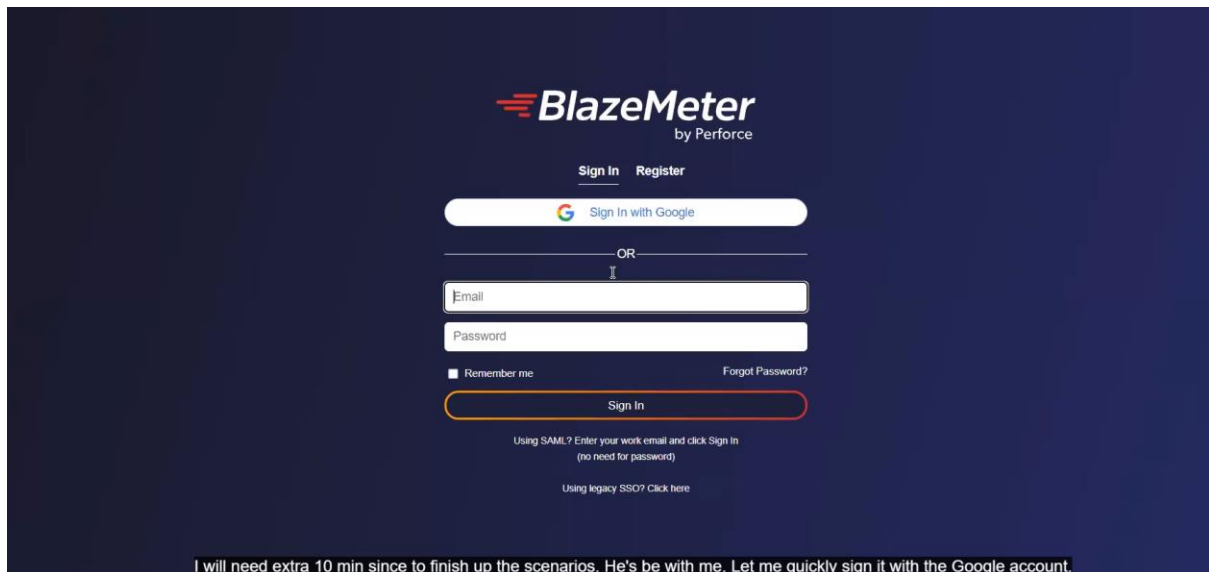 BlazeMeter
by Perforce
Sign In Register
Sign In with Google
OR
Email
Password
Remember me Forgot Password?
Sign In
Using SAML? Enter your work email and click Sign In
(no need for password)
Using legacy SSO? Click here
I will need extra 10 min since to finish up the scenarios. He's be with me. Let me quickly sign it with the Google account.